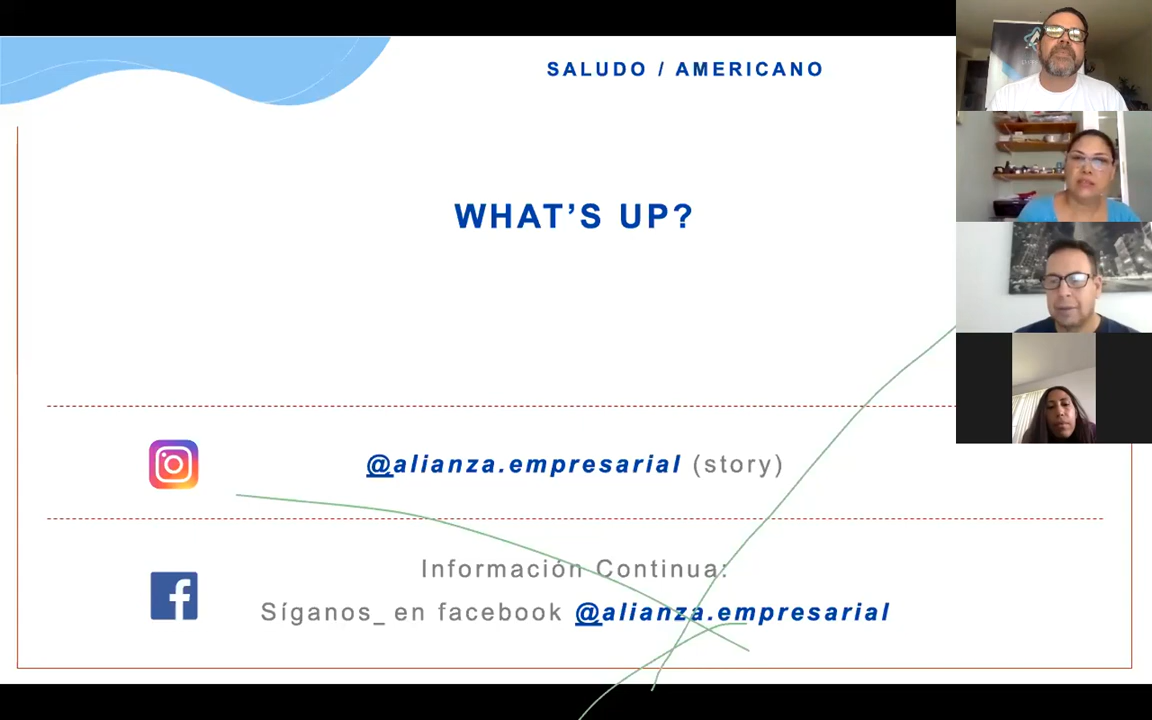 SALUDO / AMERICANO
WHAT’S UP?
@alianza.empresarial (story)
Información Continua:
Síganos_ en facebook @alianza.empresarial